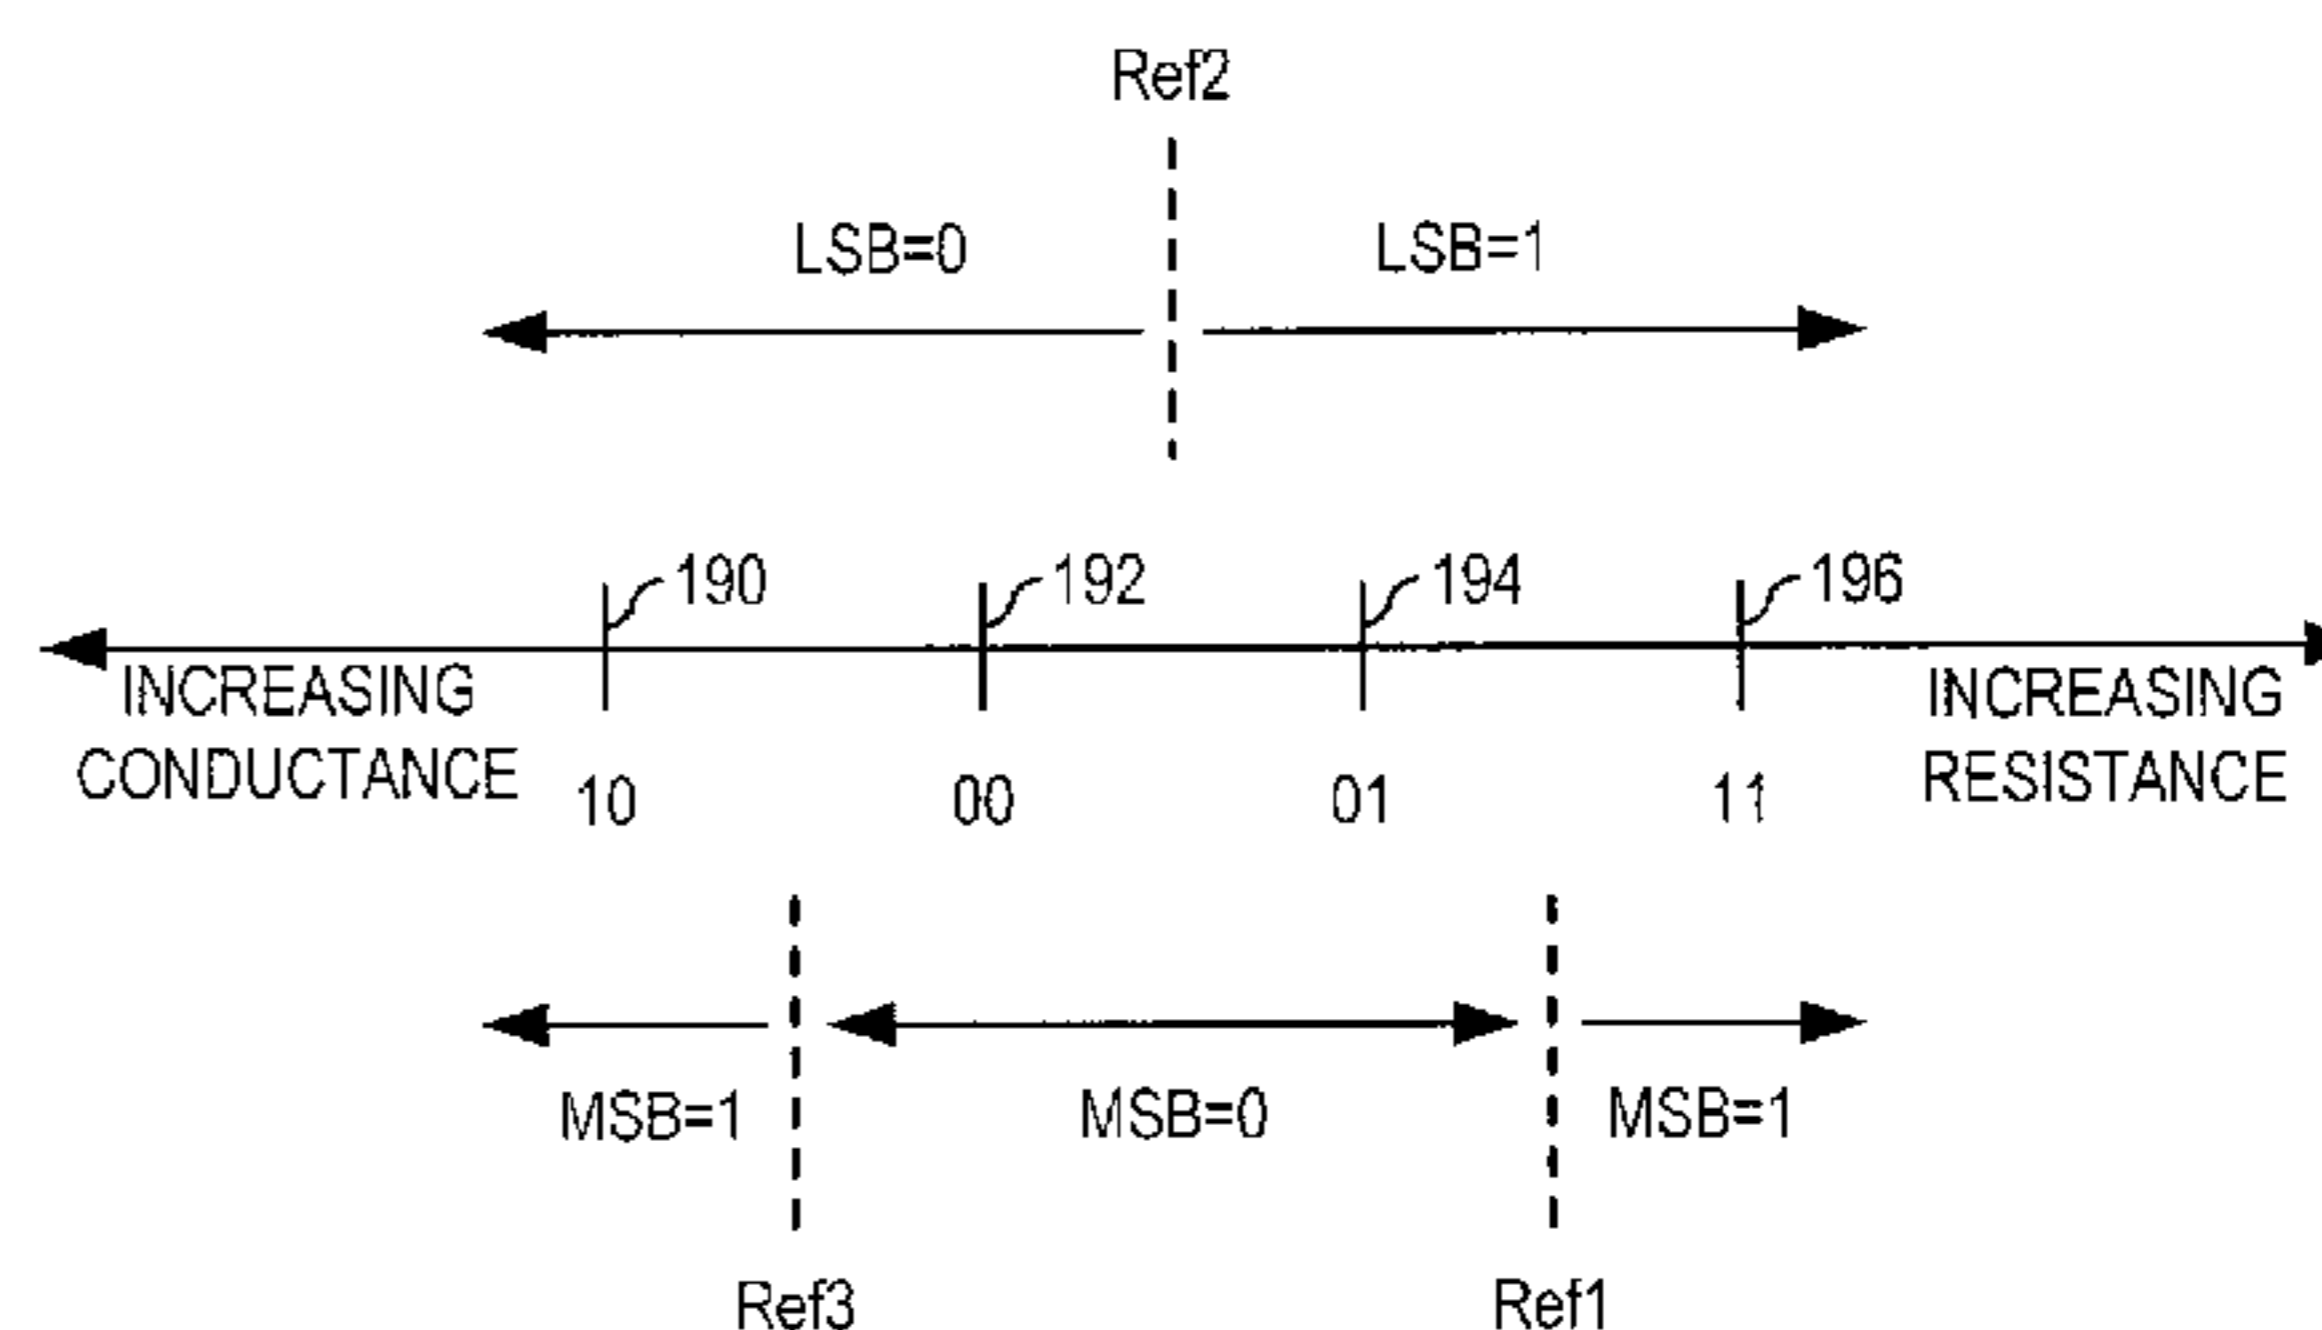 Ref2
LSB=0 LSB=1
190 192 194 196
INCREASING INCREASING
CONDUCTANCE 10 00 01 11 RESISTANCE
MSB=1 MSB=0 MSB=1
Ref3 Ref1